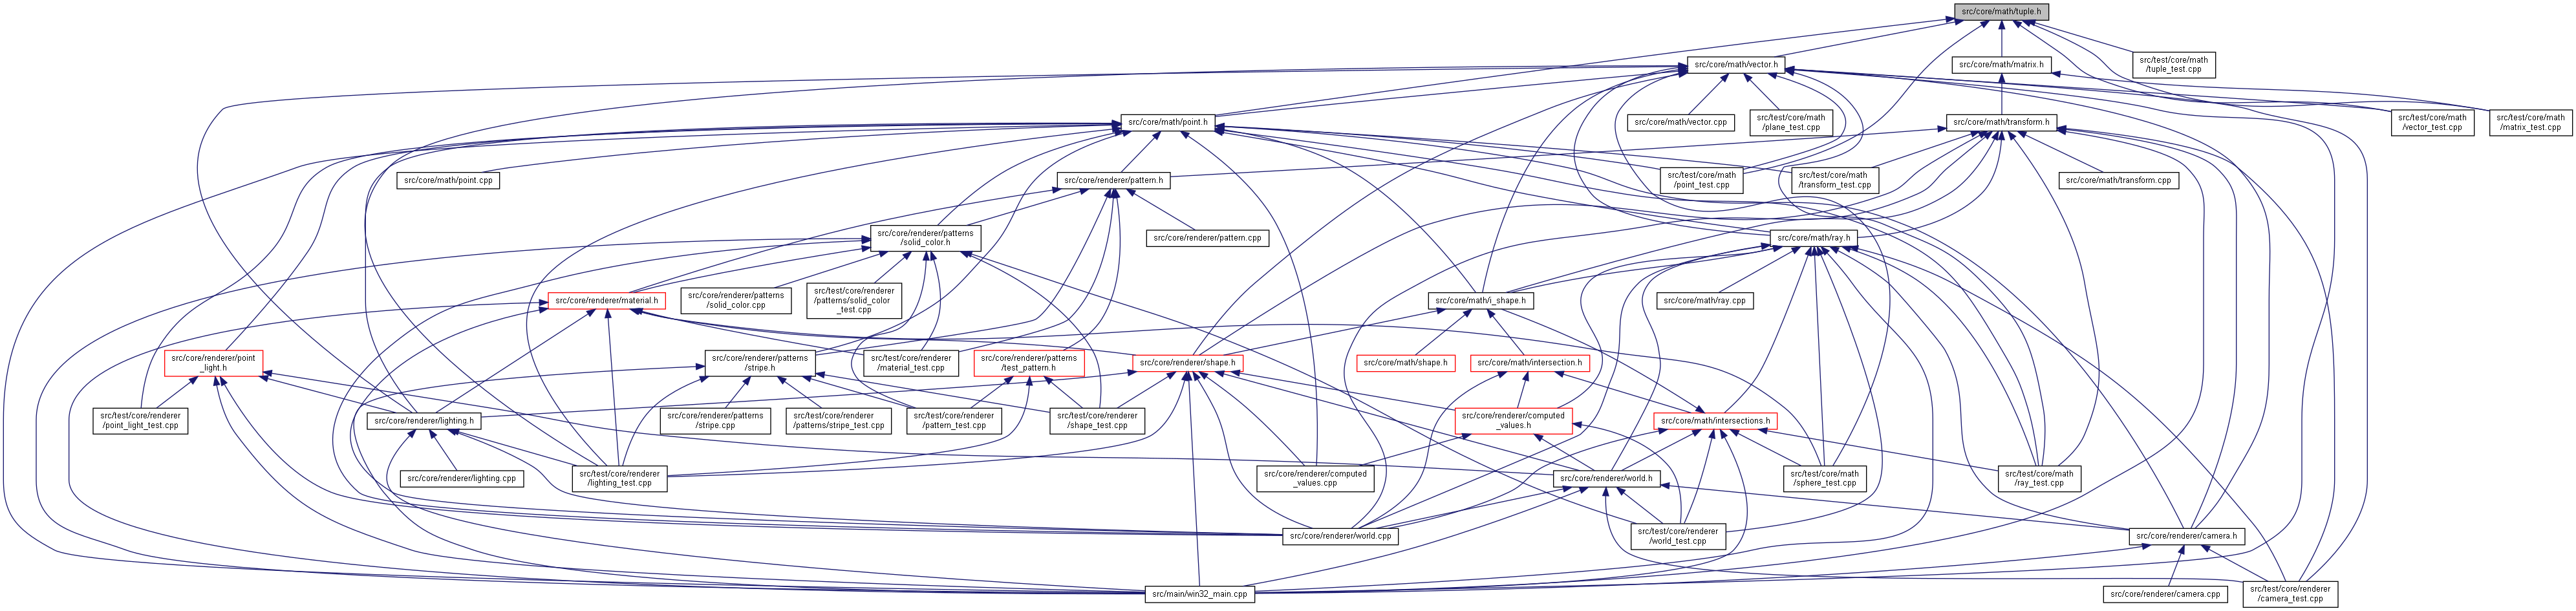 src/core/math/tuple.h
src/core/math/vector.h
src/core/math/matrix.h
src/test/core/math
/tuple_test.cpp
src/core/math/point.h
src/core/math/vector.cpp
src/test/core/math
/plane_test.cpp
src/core/math/transform.h
src/test/core/math
/vector_test.cpp
src/test/core/math
/matrix_test.cpp
src/core/math/point.cpp
src/core/renderer/pattern.h
src/test/core/math
/point_test.cpp
src/test/core/math
/transform_test.cpp
src/core/math/transform.cpp
src/core/renderer/patterns
/solid_color.h
src/core/renderer/pattern.cpp
src/core/math/ray.h
src/core/renderer/material.h
src/core/renderer/patterns
/solid_color.cpp
src/test/core/renderer
/patterns/solid_color
_test.cpp
src/core/math/i_shape.h
src/core/math/ray.cpp
src/core/renderer/point
_light.h
src/core/renderer/patterns
/stripe.h
src/test/core/renderer
/material_test.cpp
src/core/renderer/patterns
/test_pattern.h
src/core/renderer/shape.h
src/core/math/shape.h
src/core/math/intersection.h
src/test/core/renderer
/point_light_test.cpp
src/core/renderer/lighting.h
src/core/renderer/patterns
/stripe.cpp
src/test/core/renderer
/patterns/stripe_test.cpp
src/test/core/renderer
/pattern_test.cpp
src/test/core/renderer
/shape_test.cpp
src/core/renderer/computed
_values.h
src/core/math/intersections.h
src/core/renderer/lighting.cpp
src/test/core/renderer
/lighting_test.cpp
src/core/renderer/computed
_values.cpp
src/core/renderer/world.h
src/test/core/math
/sphere_test.cpp
src/test/core/math
/ray_test.cpp
src/core/renderer/world.cpp
src/test/core/renderer
/world_test.cpp
src/core/renderer/camera.h
src/main/win32_main.cpp
src/core/renderer/camera.cpp
src/test/core/renderer
/camera_test.cpp